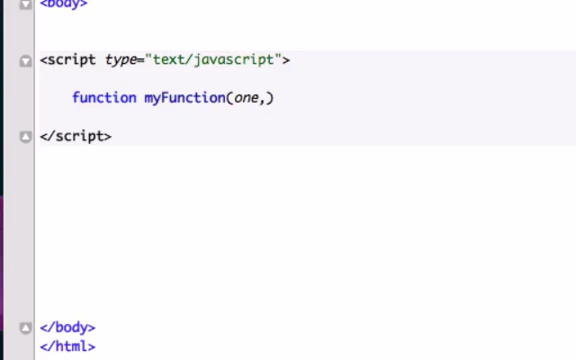 <body>
<script type="text/javascript">
function myFunction(one,)
</script>
</body>
</html>